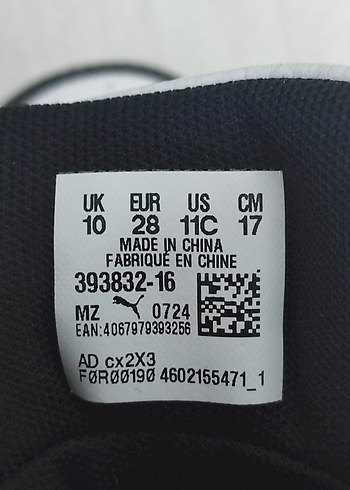 UK EUR US CM
10 28 11C 17
MADE IN CHINA
FABRIQUÉ EN CHINE
393832-16
MZ 0724
EAN:4067979393256
AD cx2X3
FØRØØ19Ø 4602155471_1